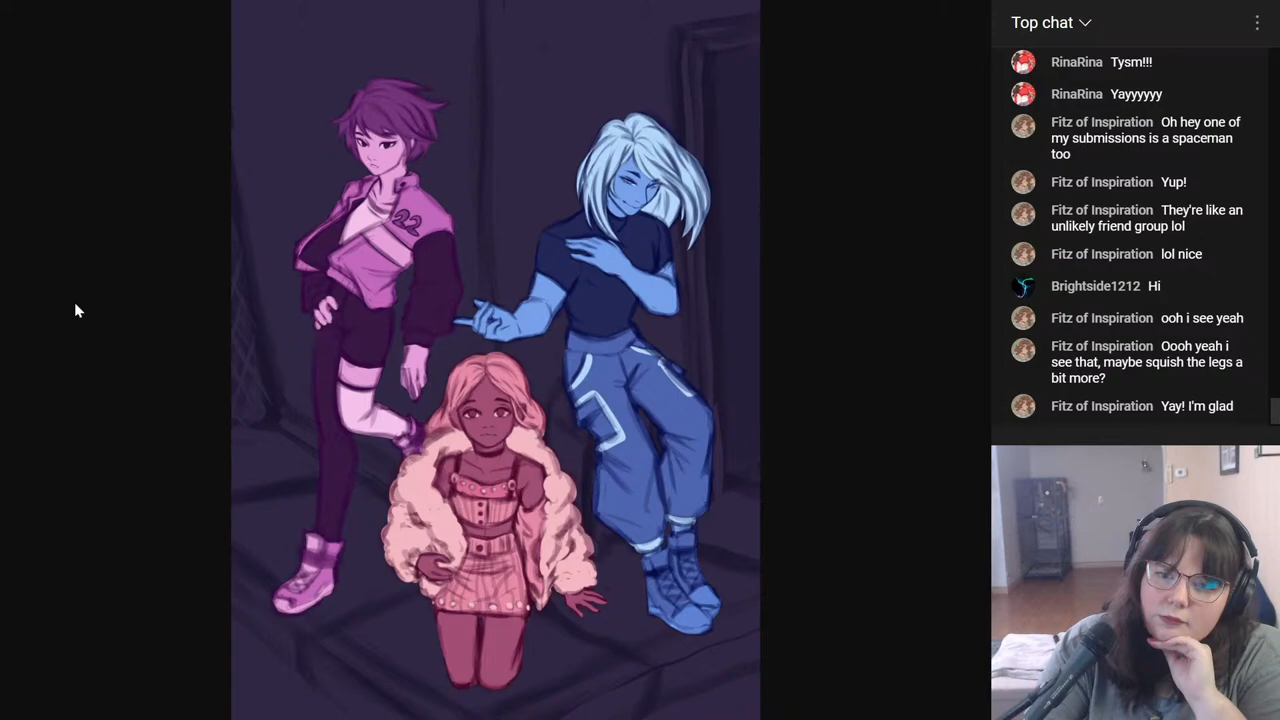 Top chat
RinaRina Tysm!!!
RinaRina Yayyyyyy
Fitz of Inspiration Oh hey one of
my submissions is a spaceman
too
Fitz of Inspiration Yup!
Fitz of Inspiration They're like an
unlikely friend group lol
Fitz of Inspiration lol nice
Brightside1212 Hi
Fitz of Inspiration ooh i see yeah
Fitz of Inspiration Oooh yeah i
see that, maybe squish the legs a
bit more?
Fitz of Inspiration Yay! I'm glad
22